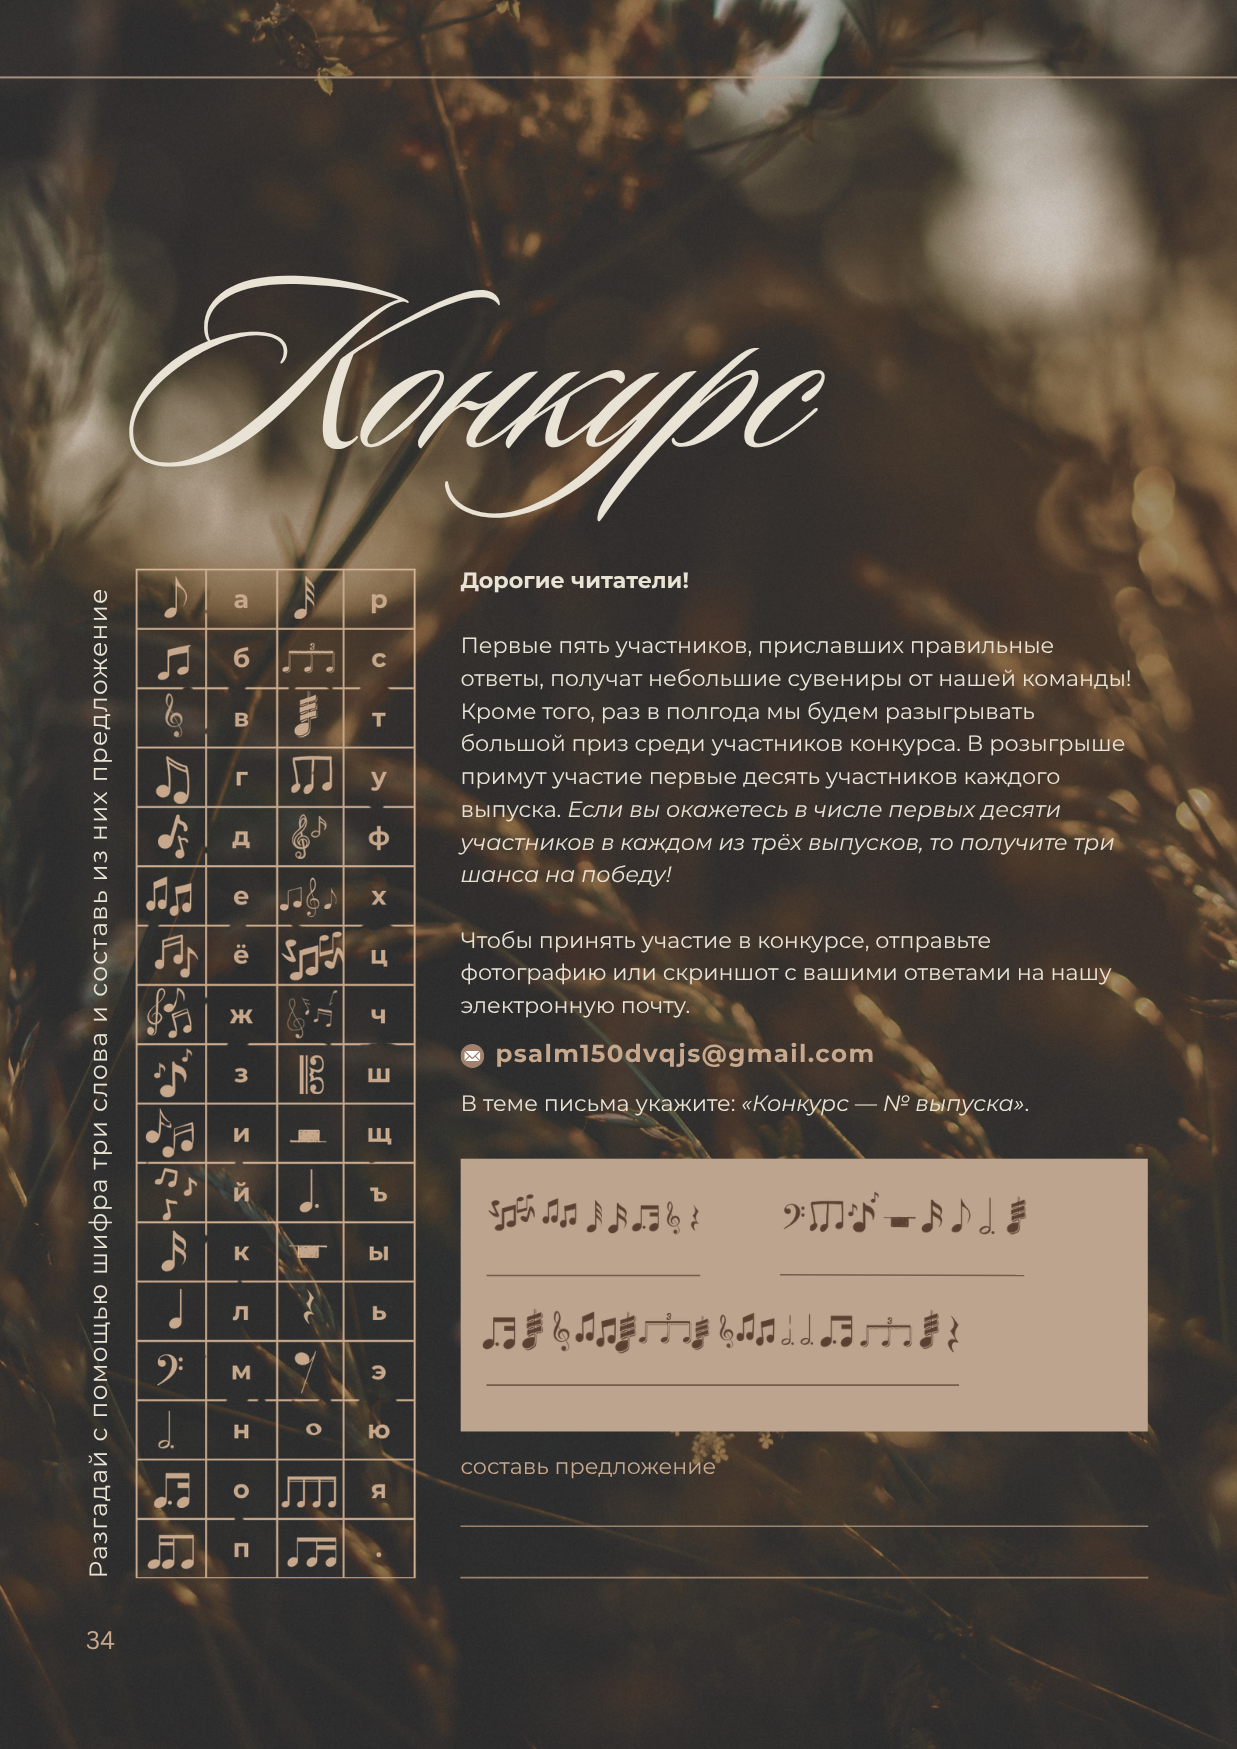 Конкурс
Разгадай с помощью шифра три слова и составь из них предложение
а р
б с
в т
г у
д ф
е х
ё ц
ж ч
з ш
и щ
й ъ
к ы
л ь
м э
н ю
о я
п .
Дорогие читатели!
Первые пять участников, приславших правильные
ответы, получат небольшие сувениры от нашей команды!
Кроме того, раз в полгода мы будем разыгрывать
большой приз среди участников конкурса. В розыгрыше
примут участие первые десять участников каждого
выпуска. Если вы окажетесь в числе первых десяти
участников в каждом из трёх выпусков, то получите три
шанса на победу!
Чтобы принять участие в конкурсе, отправьте
фотографию или скриншот с вашими ответами на нашу
электронную почту.
psalm150dvqjs@gmail.com
В теме письма укажите: «Конкурс — № выпуска».
составь предложение
34